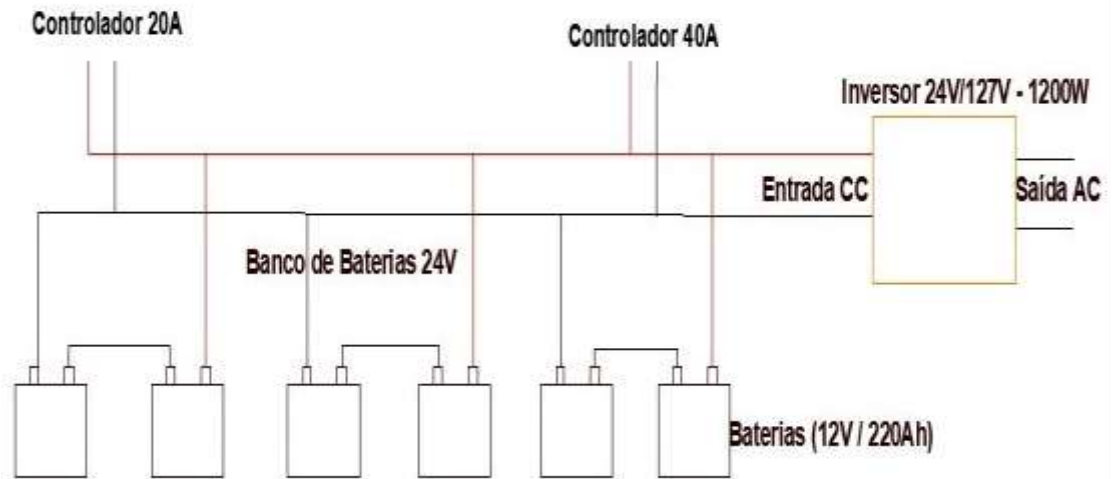 Controlador 20A
Controlador 40A
Inversor 24V/127V - 1200W
Entrada CC
Saída AC
Banco de Baterias 24V
Baterias (12V / 220Ah)